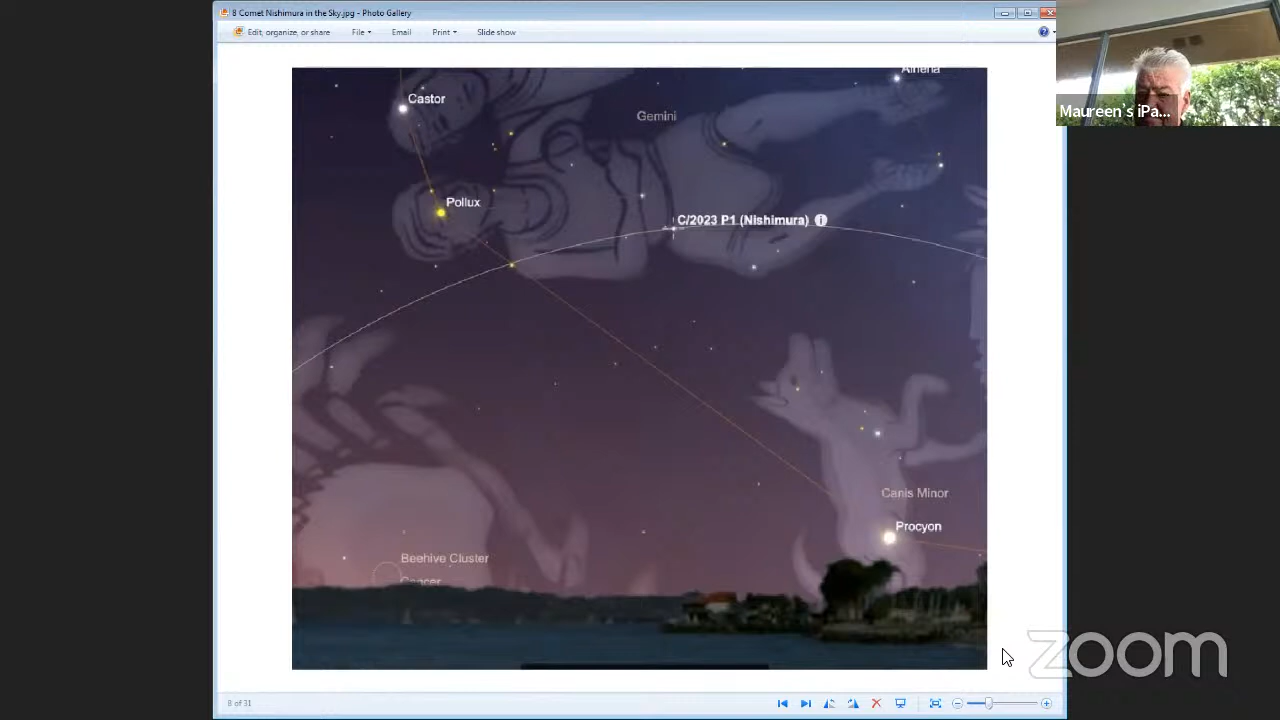 8 Comet Nishimura in the Sky.jpg - Photo Gallery
Edit, organize, or share
File
Email
Print
Slide show
Maureen's iPa...
Alhena
Castor
Gemini
Pollux
C/2023 P1 (Nishimura)
Canis Minor
Procyon
Beehive Cluster
Cancer
zoom
8 of 31